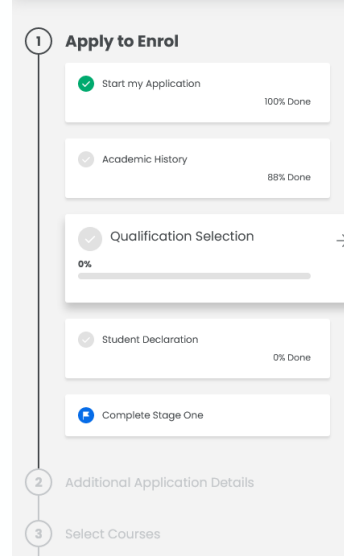 1 Apply to Enrol
Start my Application
100% Done
Academic History
88% Done
Qualification Selection
0%
Student Declaration
0% Done
Complete Stage One
2 Additional Application Details
3 Select Courses